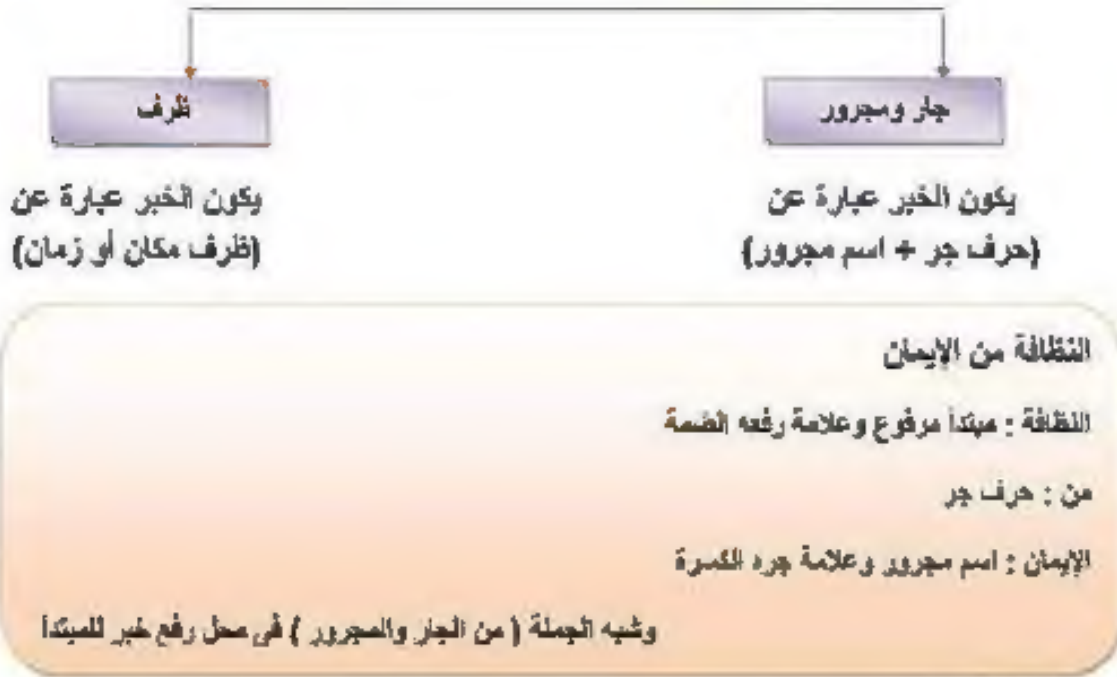 جار ومجرور
يكون الخبر عبارة عن
(حرف جر + اسم مجرور)
ظرف
يكون الخبر عبارة عن
(ظرف مكان أو زمان)
النظافة من الإيمان
النظافة : مبتدأ مرفوع وعلامة رفعه الضمة
من : حرف جر
الإيمان : اسم مجرور وعلامة جره الكسرة
وشبه الجملة ( من الجار والمجرور ) فى محل رفع خبر للمبتدأ